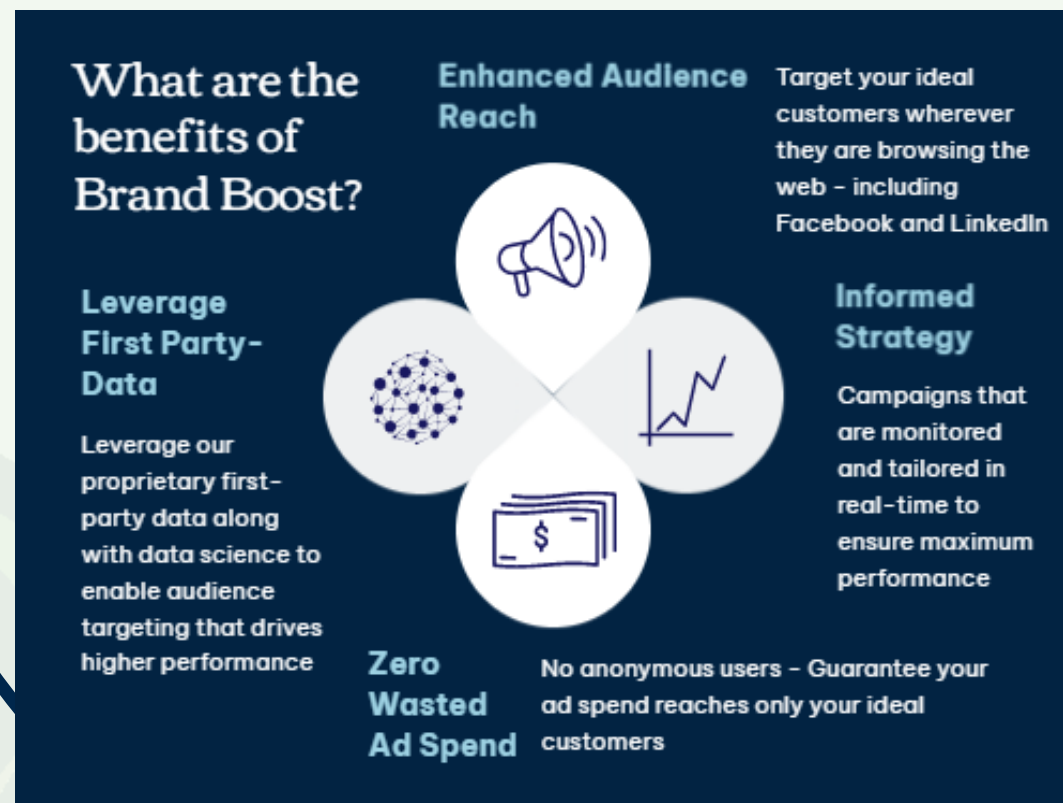 What are the
benefits of
Brand Boost?
Enhanced Audience
Reach
Target your ideal
customers wherever
they are browsing the
web - including
Facebook and LinkedIn
Leverage
First Party-
Data
Leverage our
proprietary first-
party data along
with data science to
enable audience
targeting that drives
higher performance
Informed
Strategy
Campaigns that
are monitored
and tailored in
real-time to
ensure maximum
performance
$
Zero
Wasted
Ad Spend
No anonymous users - Guarantee your
ad spend reaches only your ideal
customers